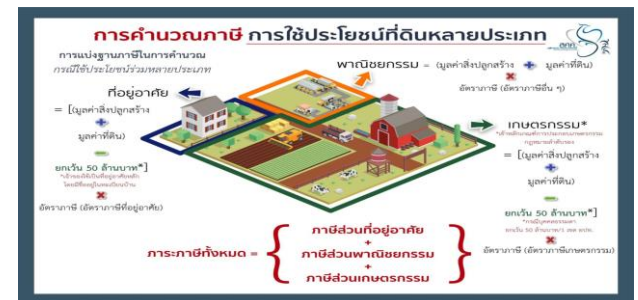 การคำนวณภาษี การใช้ประโยชน์ที่ดินหลายประเภท
การแบ่งฐานภาษีในการคำนวณ
กรณีใช้ประโยชน์ร่วมหลายประเภท
พาณิชยกรรม = (มูลค่าสิ่งปลูกสร้าง + มูลค่าที่ดิน)
×
อัตราภาษี (อัตราภาษีอื่น ๆ)
ที่อยู่อาศัย
= [(มูลค่าสิ่งปลูกสร้าง
+
มูลค่าที่ดิน)
-
ยกเว้น 50 ล้านบาท*]
×
อัตราภาษี (อัตราภาษีที่อยู่อาศัย)
เกษตรกรรม*
= [(มูลค่าสิ่งปลูกสร้าง
+
มูลค่าที่ดิน)
-
ยกเว้น 50 ล้านบาท*]
×
อัตราภาษี (อัตราภาษีเกษตรกรรม)
ภาระภาษีทั้งหมด = { ภาษีส่วนที่อยู่อาศัย
+
ภาษีส่วนพาณิชยกรรม
+
ภาษีส่วนเกษตรกรรม }